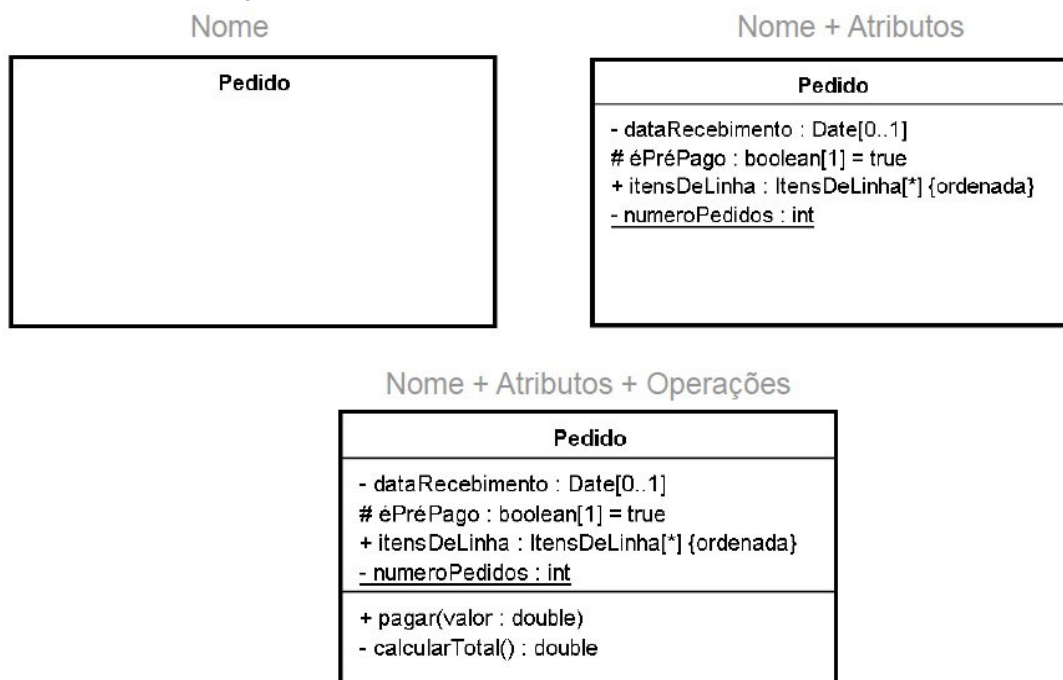 Nome
Pedido
Nome + Atributos
Pedido
- dataRecebimento : Date[0..1]
# éPréPago : boolean[1] = true
+ itensDeLinha : ItensDeLinha[*] {ordenada}
- numeroPedidos : int
Nome + Atributos + Operações
Pedido
- dataRecebimento : Date[0..1]
# éPréPago : boolean[1] = true
+ itensDeLinha : ItensDeLinha[*] {ordenada}
- numeroPedidos : int
+ pagar(valor : double)
- calcularTotal() : double